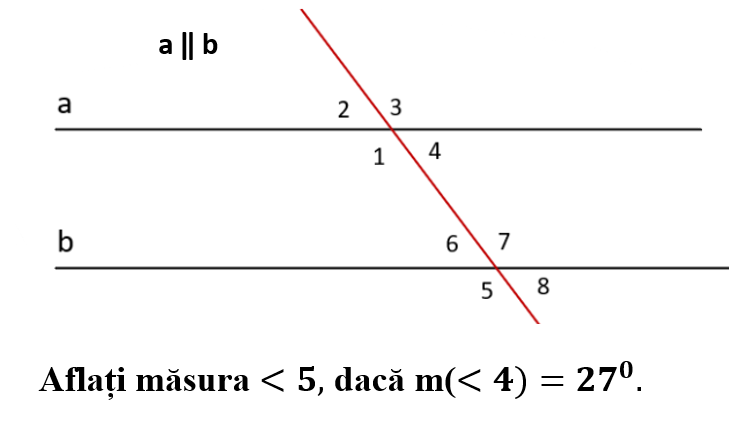 a ∥ b
a
2 3
1 4
b
6 7
5 8
Aflați măsura < 5, dacă m(< 4) = 27⁰.